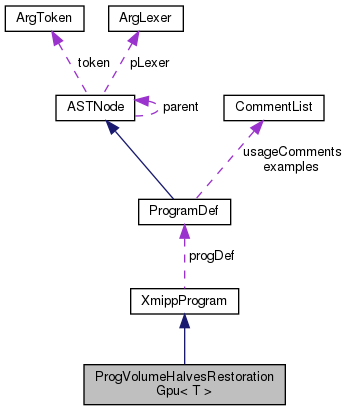 ArgToken
ArgLexer
token
pLexer
ASTNode
parent
CommentList
usageComments
examples
ProgramDef
progDef
XmippProgram
ProgVolumeHalvesRestoration
Gpu< T >